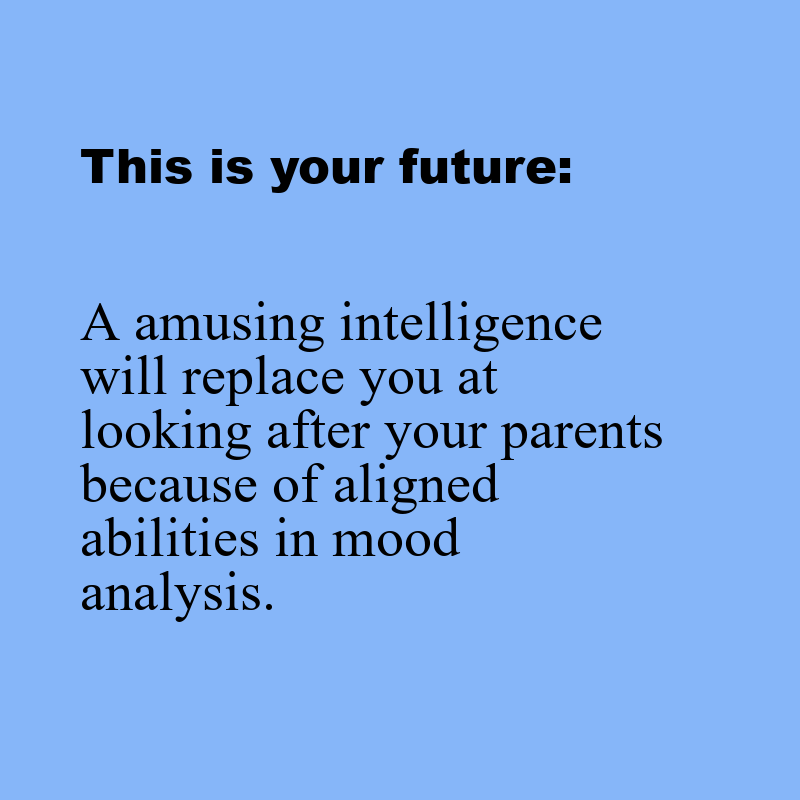 This is your future:
A amusing intelligence
will replace you at
looking after your parents
because of aligned
abilities in mood
analysis.